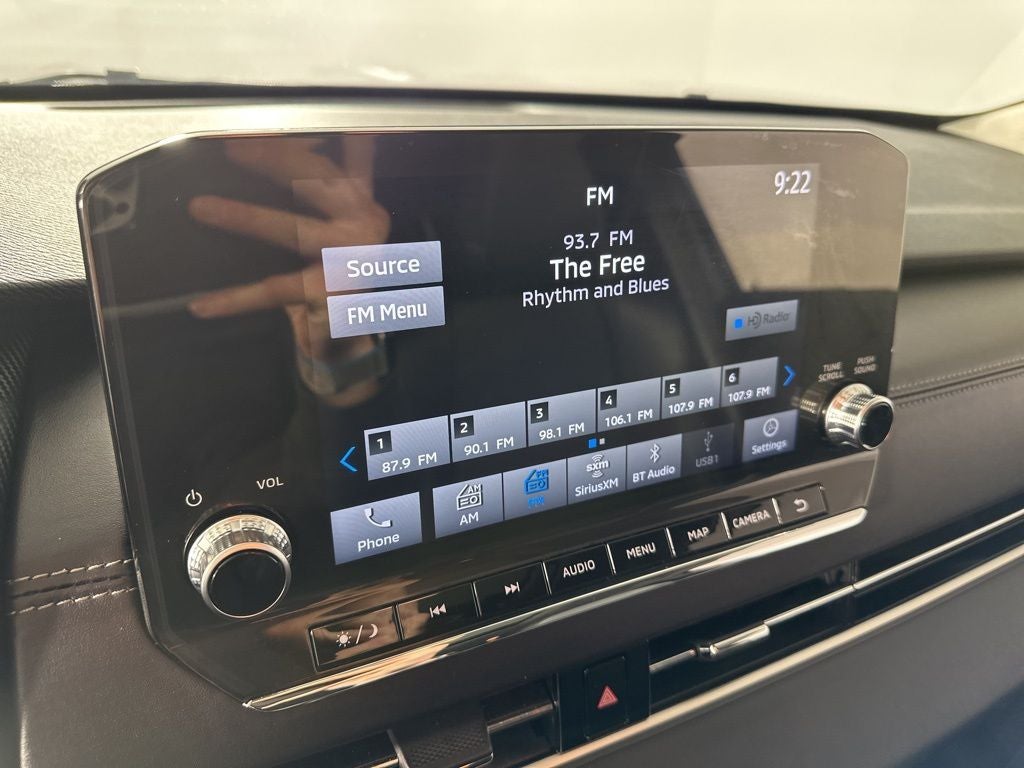 FM
9:22
93.7 FM
The Free
Rhythm and Blues
Source
FM Menu
HD Radio
TUNE
SCROLL
PUSH
SOUND
1
87.9 FM
2
90.1 FM
3
98.1 FM
4
106.1 FM
5
107.9 FM
6
107.9 FM
VOL
Phone
AM
AM
FM
FM
sxm
SiriusXM
BT Audio
USB1
Settings
AUDIO
MENU
MAP
CAMERA